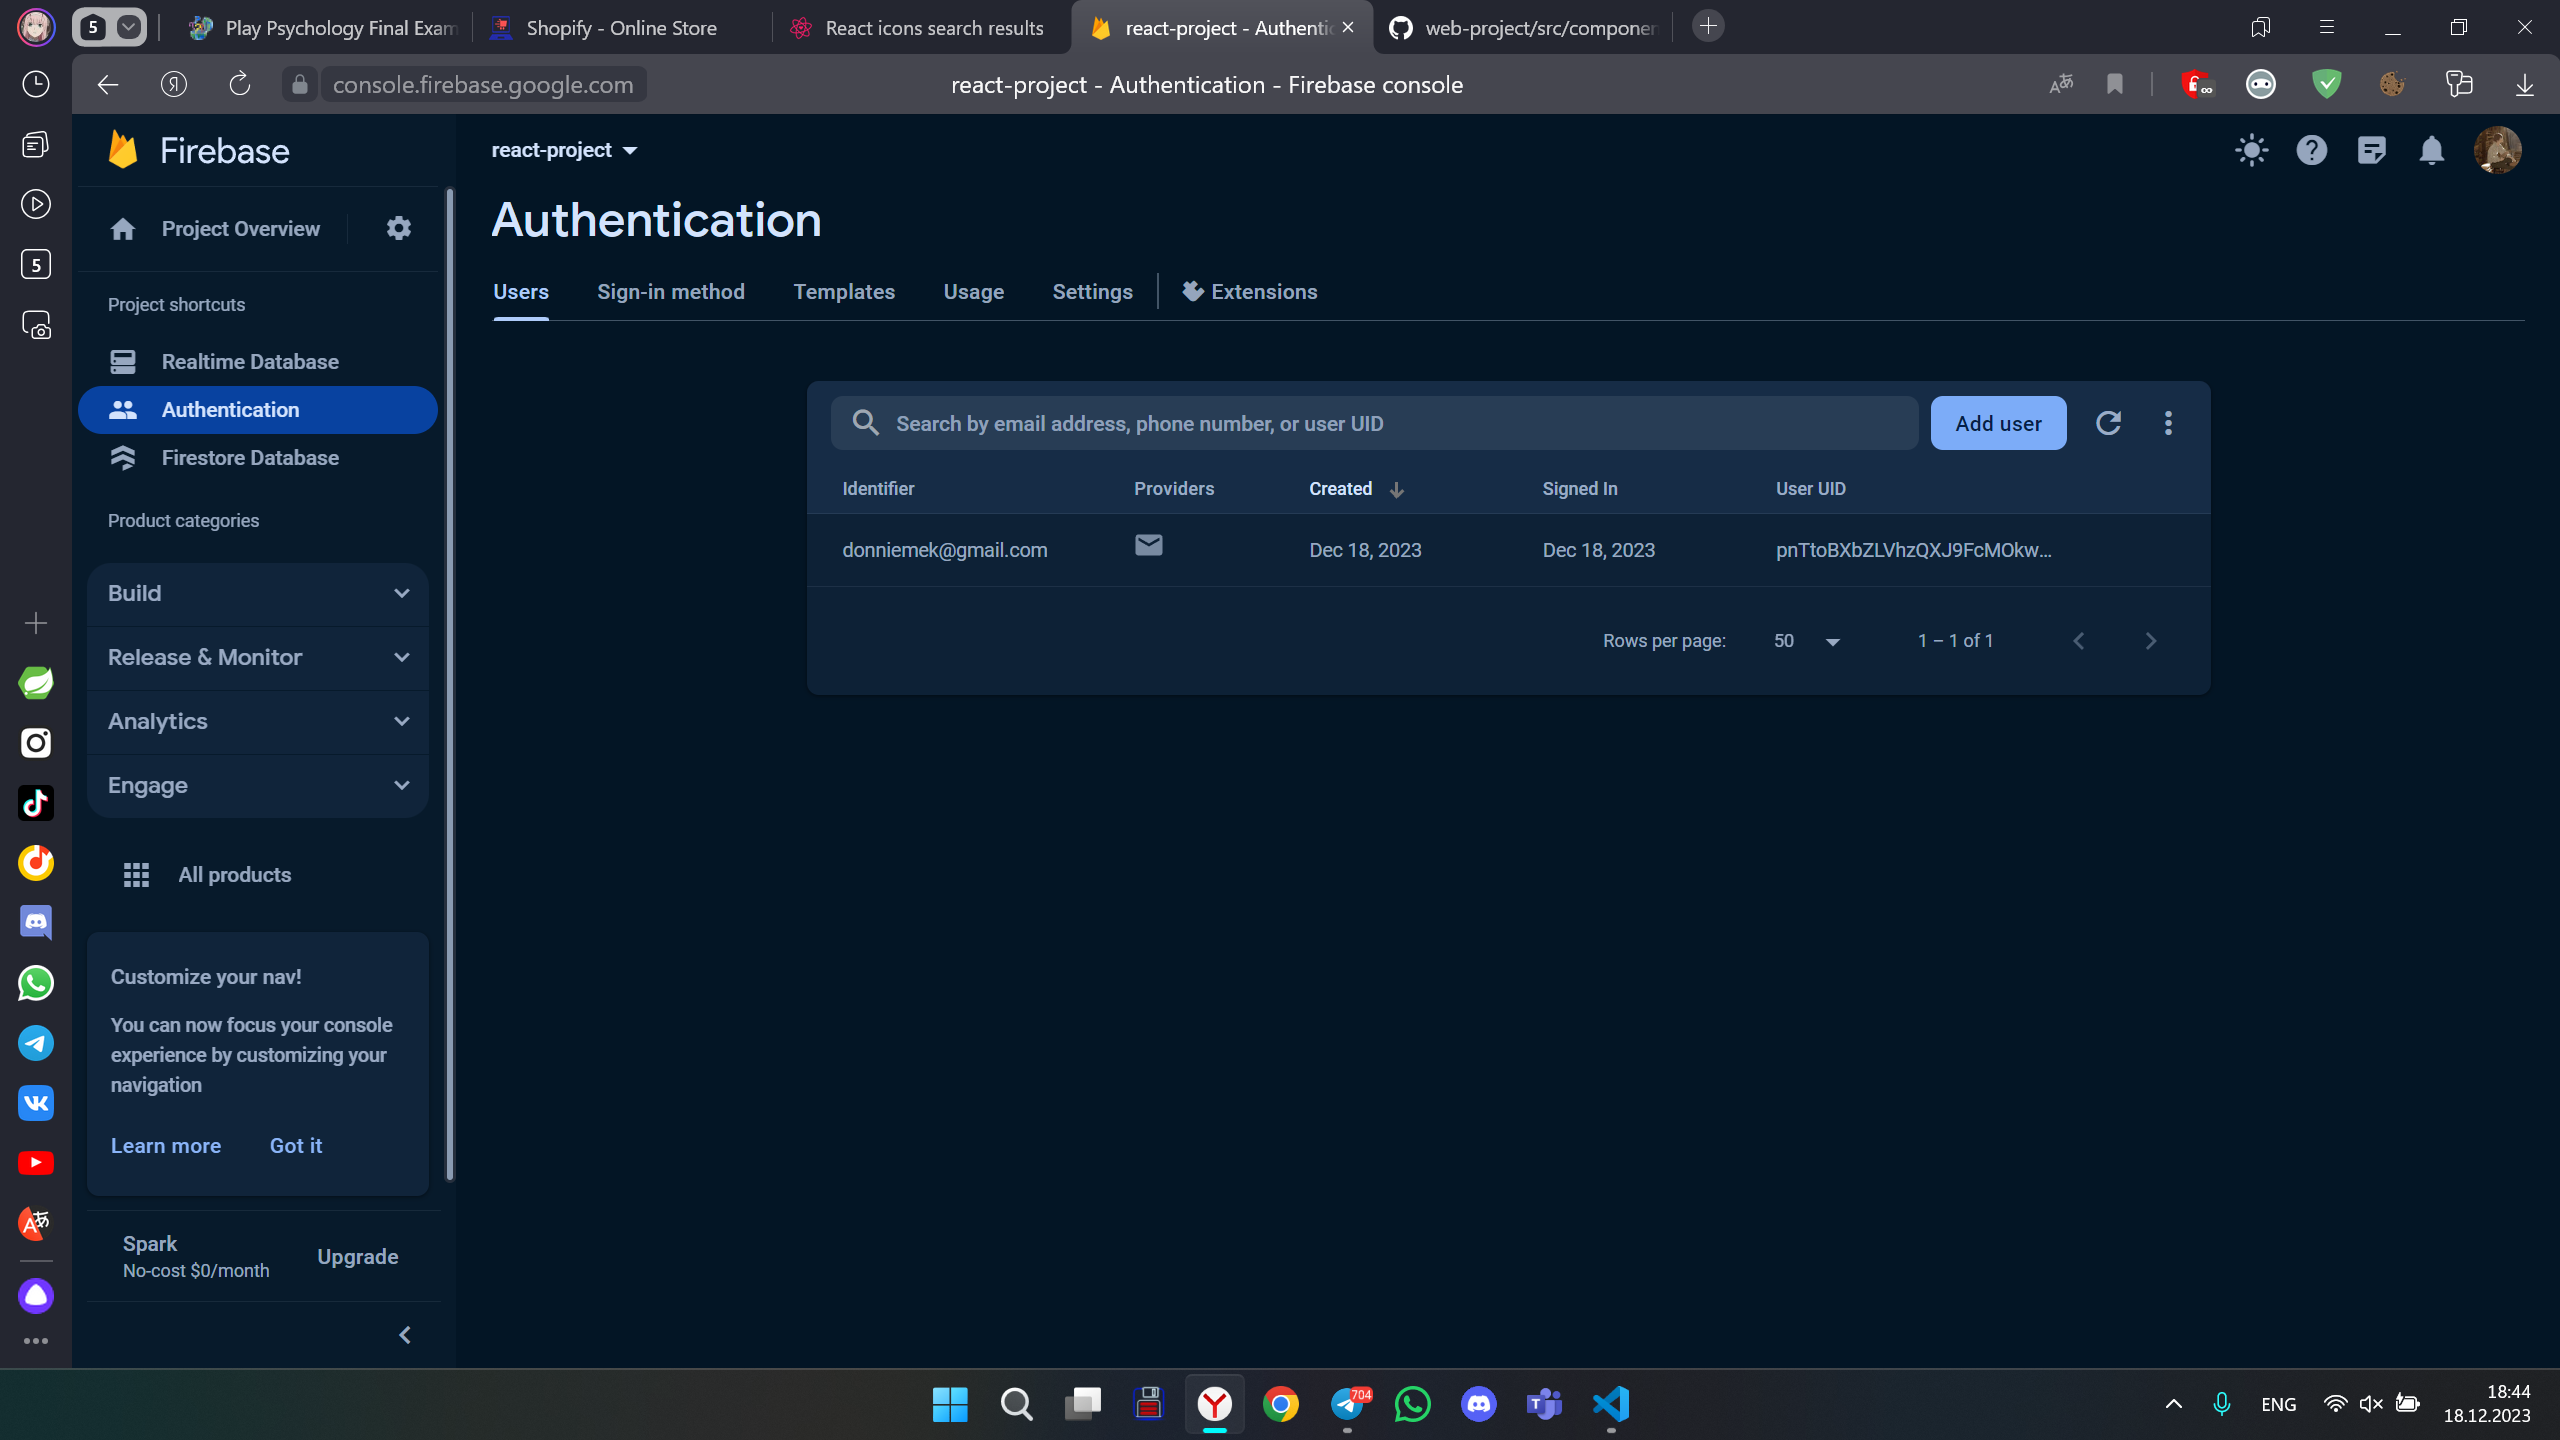 5
Play Psychology Final Exam
Shopify - Online Store
React icons search results
react-project - Authenti
web-project/src/componen
console.firebase.google.com
react-project - Authentication - Firebase console
5
Firebase
Project Overview
Project shortcuts
Realtime Database
Authentication
Firestore Database
Product categories
Build
Release & Monitor
Analytics
Engage
All products
Customize your nav!
You can now focus your console
experience by customizing your
navigation
Learn more
Got it
Spark
No-cost $0/month
Upgrade
react-project
Authentication
Users
Sign-in method
Templates
Usage
Settings
Extensions
Search by email address, phone number, or user UID
Add user
Identifier
Providers
Created
Signed In
User UID
donniemek@gmail.com
Dec 18, 2023
Dec 18, 2023
pnTtoBXbZLVhzQXJ9FcMOkw...
Rows per page:
50
1 – 1 of 1
704
ENG
18:44
18.12.2023